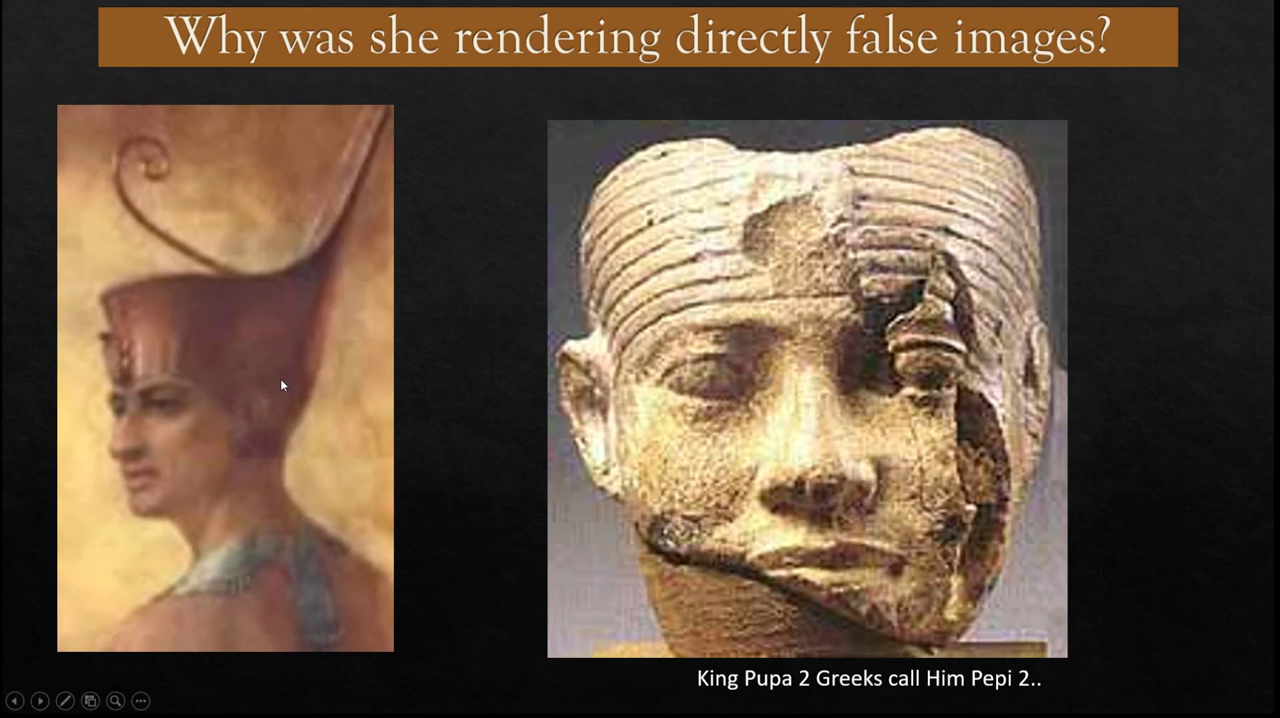 Why was she rendering directly false images?
King Pupa 2 Greeks call Him Pepi 2..